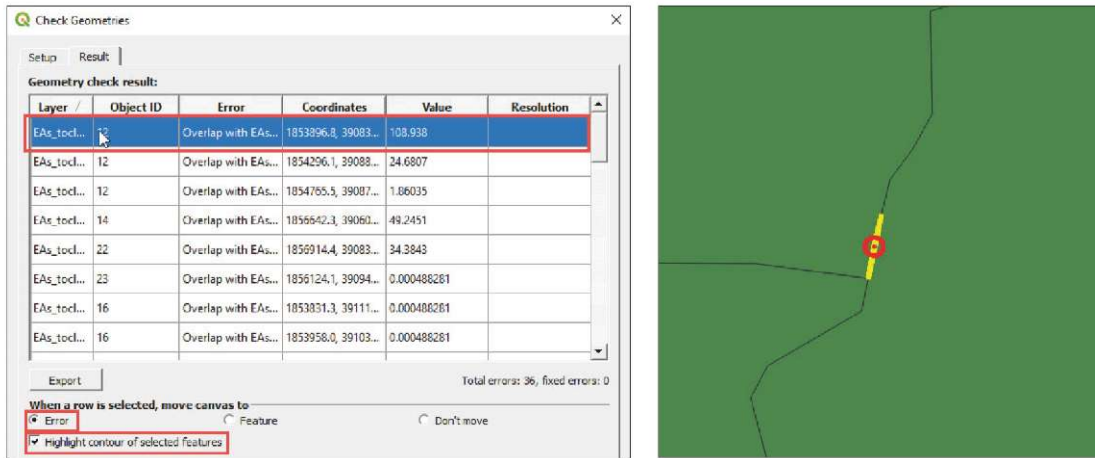 Check Geometries
Setup Result
Geometry check result:
Layer / Object ID Error Coordinates Value Resolution
EAs_tocl... 12 Overlap with EAs... 1853896.8, 39083... 108.938
EAs_tocl... 12 Overlap with EAs... 1854296.1, 39088... 24.6807
EAs_tocl... 12 Overlap with EAs... 1854765.5, 39087... 1.86035
EAs_tocl... 14 Overlap with EAs... 1856642.3, 39060... 49.2451
EAs_tocl... 22 Overlap with EAs... 1856914.4, 39083... 34.3843
EAs_tocl... 23 Overlap with EAs... 1856124.1, 39094... 0.000488281
EAs_tocl... 16 Overlap with EAs... 1853831.3, 39111... 0.000488281
EAs_tocl... 16 Overlap with EAs... 1853958.0, 39103... 0.000488281
Export Total errors: 36, fixed errors: 0
When a row is selected, move canvas to
Error Feature Don't move
Highlight contour of selected features